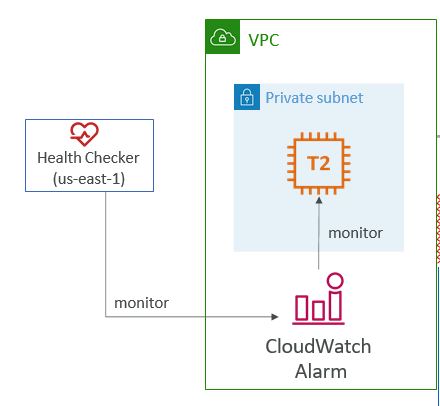 VPC
Private subnet
T2
Health Checker
(us-east-1)
monitor
monitor
CloudWatch
Alarm